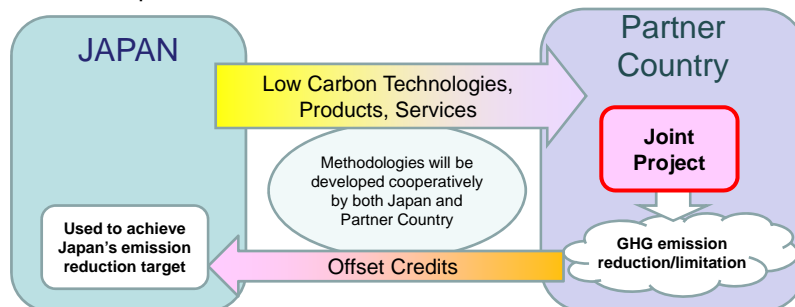 JAPAN
Partner
Country
Low Carbon Technologies,
Products, Services
Joint
Project
Methodologies will be
developed cooperatively
by both Japan and
Partner Country
Used to achieve
Japan's emission
reduction target
Offset Credits
GHG emission
reduction/limitation